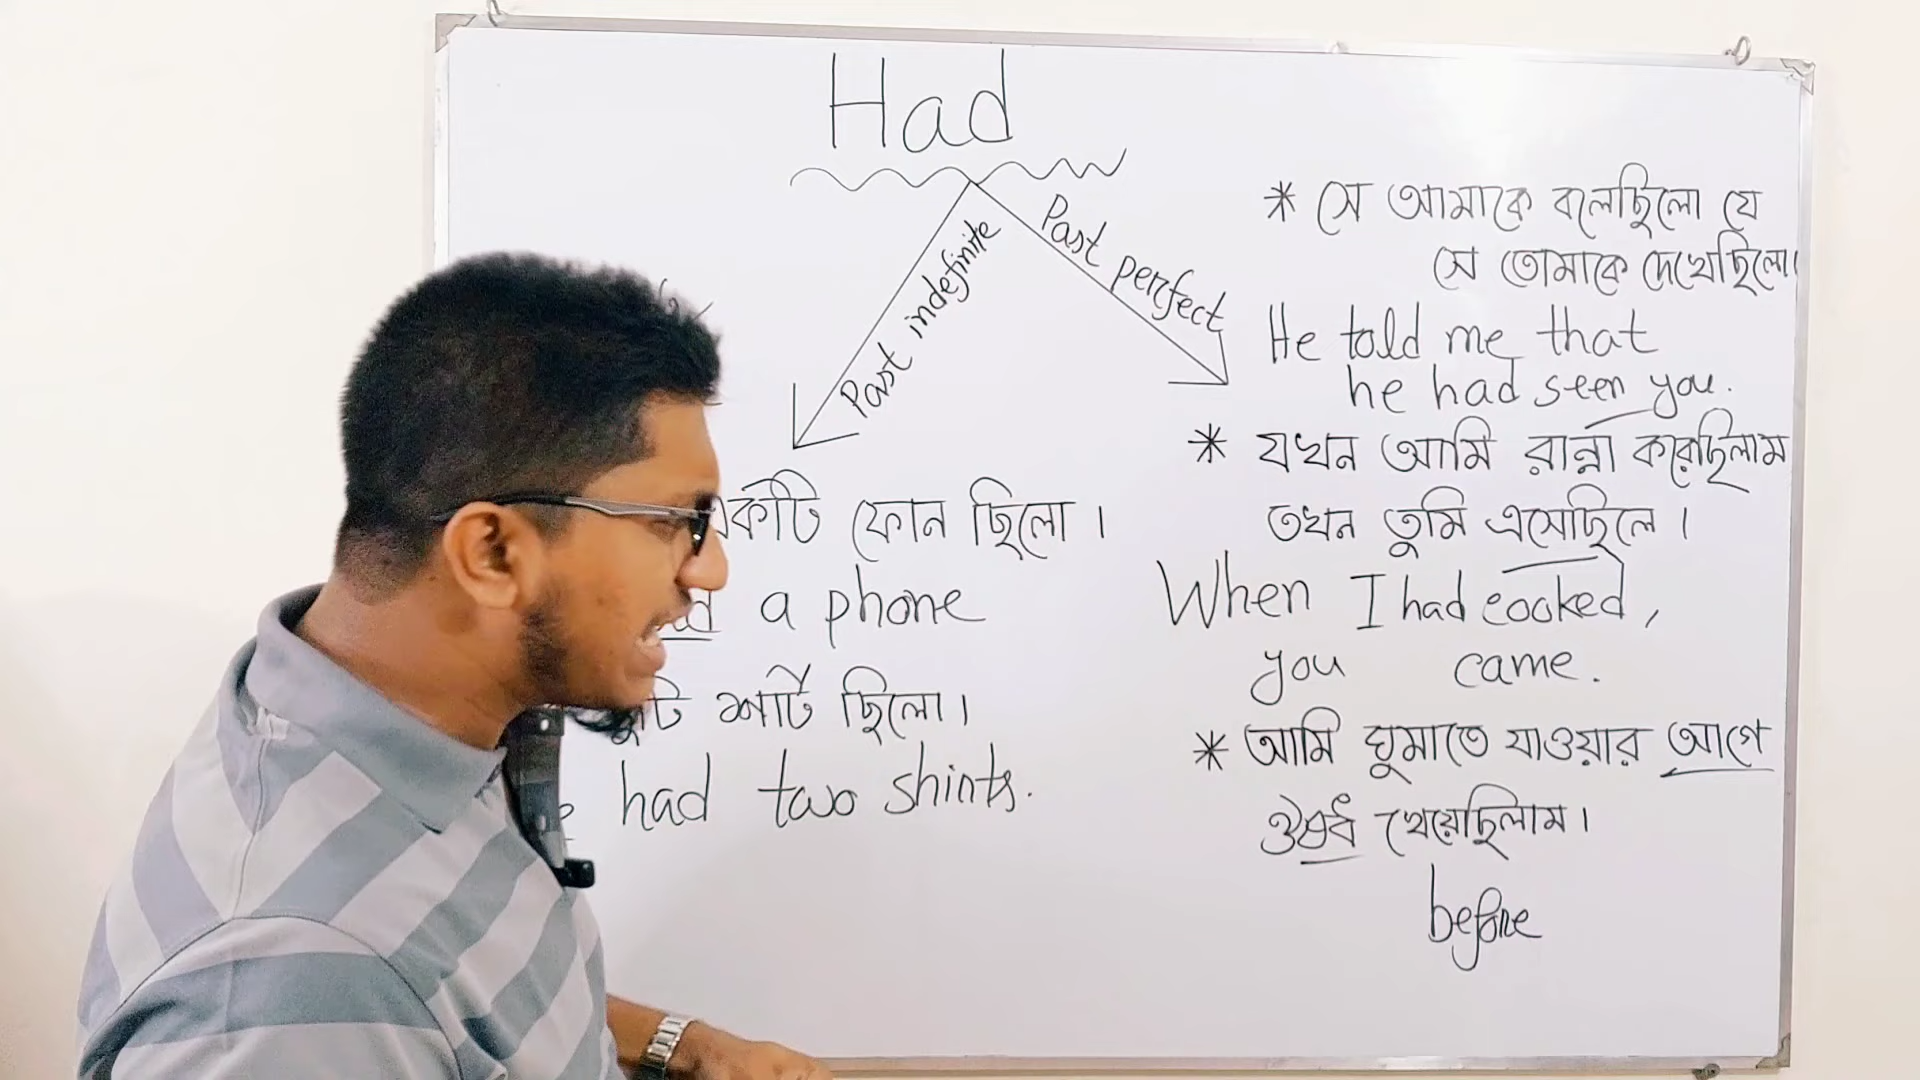 Had
Past indefinite
Past perfect
একটি ফোন ছিলো।
a phone
টি শার্ট ছিলো।
had two shirts.
* সে আমাকে বলেছিলো যে
সে তোমাকে দেখেছিলো।
He told me that
he had seen you.
* যখন আমি রান্না করেছিলাম
তখন তুমি এসেছিলে।
When I had cooked,
you came.
* আমি ঘুমাতে যাওয়ার আগে
ঔষধ খেয়েছিলাম।
before